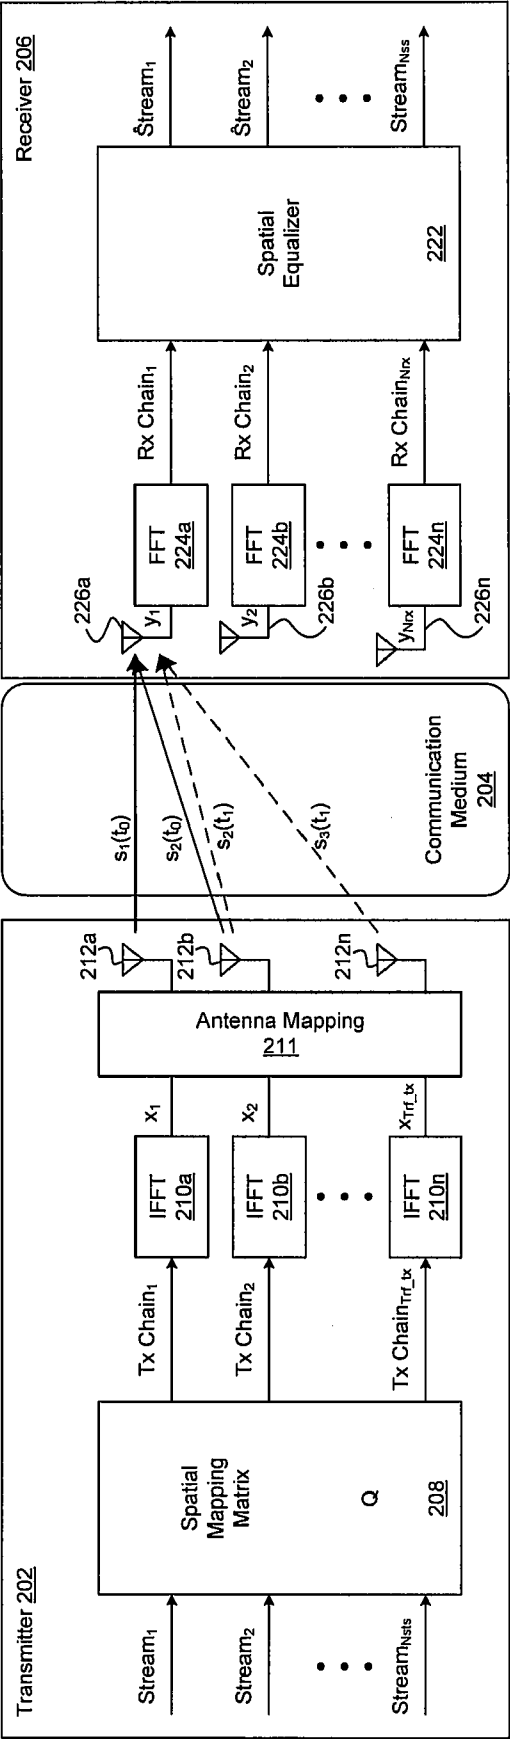 Transmitter 202
Stream1
Stream2
StreamNsts
Spatial
Mapping
Matrix
Q
208
Tx Chain1
Tx Chain2
Tx ChainTrf_tx
IFFT
210a
IFFT
210b
IFFT
210n
x1
x2
xTrf_tx
Antenna Mapping
211
212a
212b
212n
s1(t0)
s2(t0)
s2(t1)
s3(t1)
Communication
Medium
204
Receiver 206
226a
y1
y2
226b
yNrx
226n
FFT
224a
FFT
224b
FFT
224n
Rx Chain1
Rx Chain2
Rx ChainNrx
Spatial
Equalizer
222
Ŝtream1
Ŝtream2
StreamNss